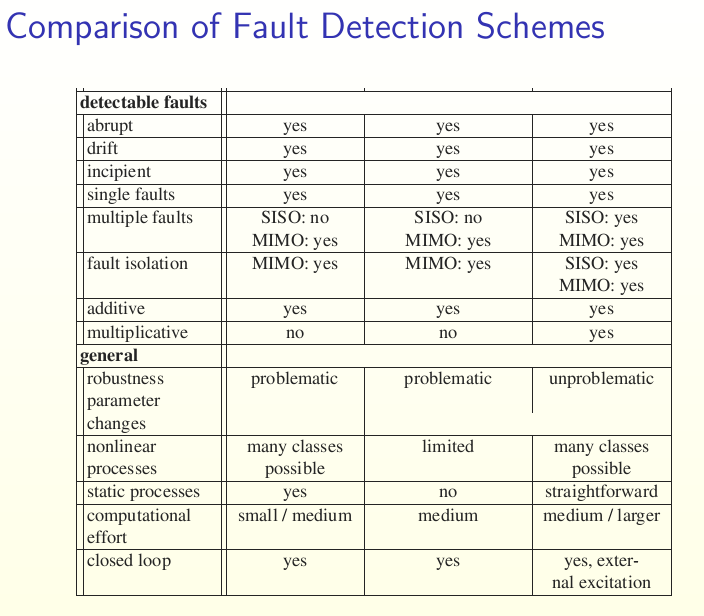 Comparison of Fault Detection Schemes
detectable faults
abrupt yes yes yes
drift yes yes yes
incipient yes yes yes
single faults yes yes yes
multiple faults SISO: no SISO: no SISO: yes
MIMO: yes MIMO: yes MIMO: yes
fault isolation MIMO: yes MIMO: yes SISO: yes
MIMO: yes
additive yes yes yes
multiplicative no no yes
general
robustness problematic problematic unproblematic
parameter
changes
nonlinear many classes limited many classes
processes possible possible
static processes yes no straightforward
computational small / medium medium medium / larger
effort
closed loop yes yes yes, exter-
nal excitation